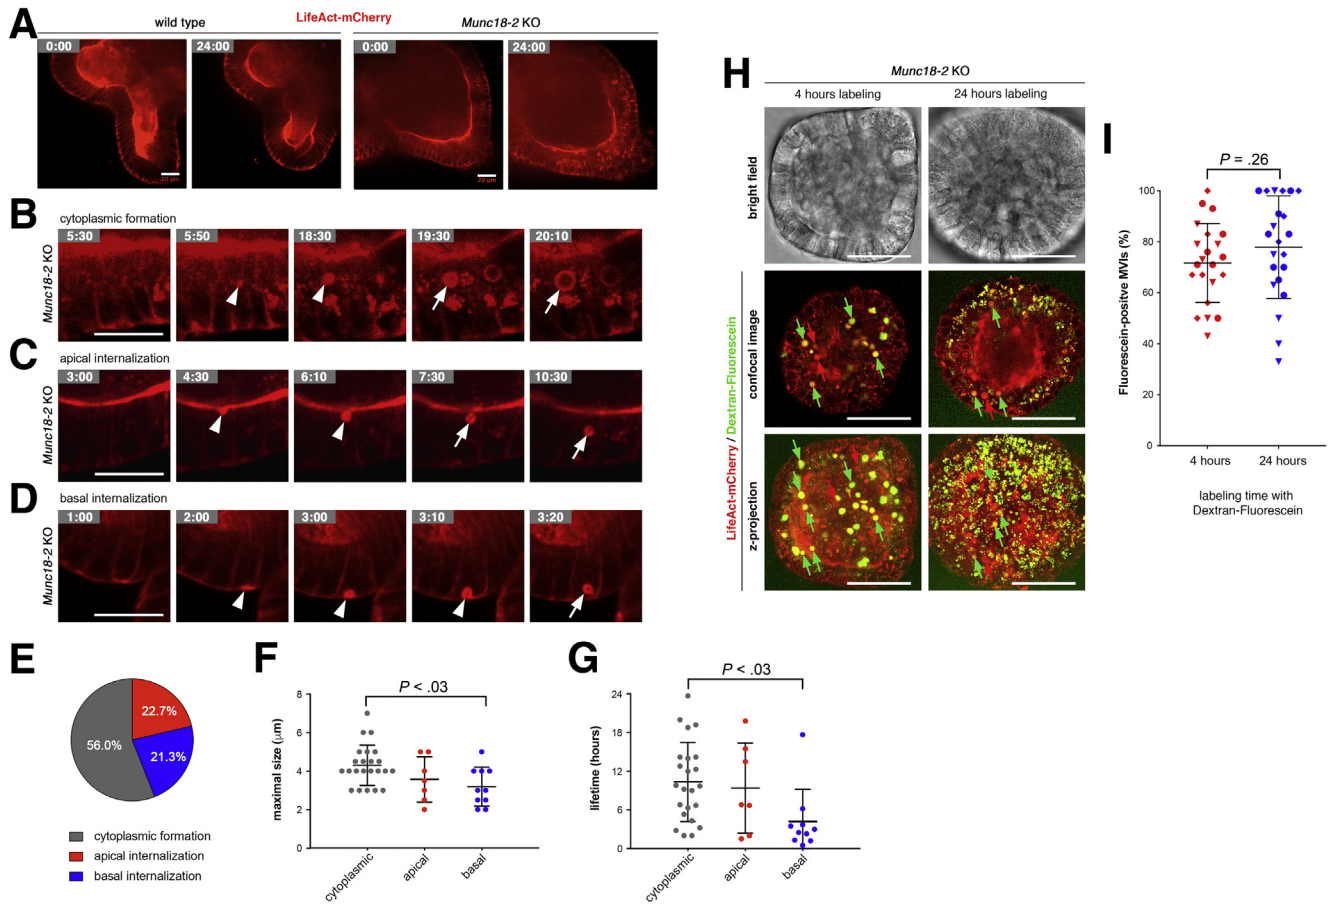 A
wild type
LifeAct-mCherry
Munc18-2 KO
0:00
24:00
0:00
24:00
20 μm
20 μm
B
cytoplasmic formation
Munc18-2 KO
5:30
5:50
18:30
19:30
20:10
C
apical internalization
Munc18-2 KO
3:00
4:30
6:10
7:30
10:30
D
basal internalization
Munc18-2 KO
1:00
2:00
3:00
3:10
3:20
E
22.7%
56.0%
21.3%
cytoplasmic formation
apical internalization
basal internalization
F
P < .03
maximal size (μm)
8
6
4
2
0
cytoplasmic
apical
basal
G
P < .03
lifetime (hours)
24
18
12
6
0
cytoplasmic
apical
basal
H
Munc18-2 KO
4 hours labeling
24 hours labeling
bright field
confocal image
z-projection
LifeAct-mCherry / Dextran-Fluorescein
I
P = .26
Fluorescein-positve MVIs (%)
100
80
60
40
20
0
4 hours
24 hours
labeling time with
Dextran-Fluorescein